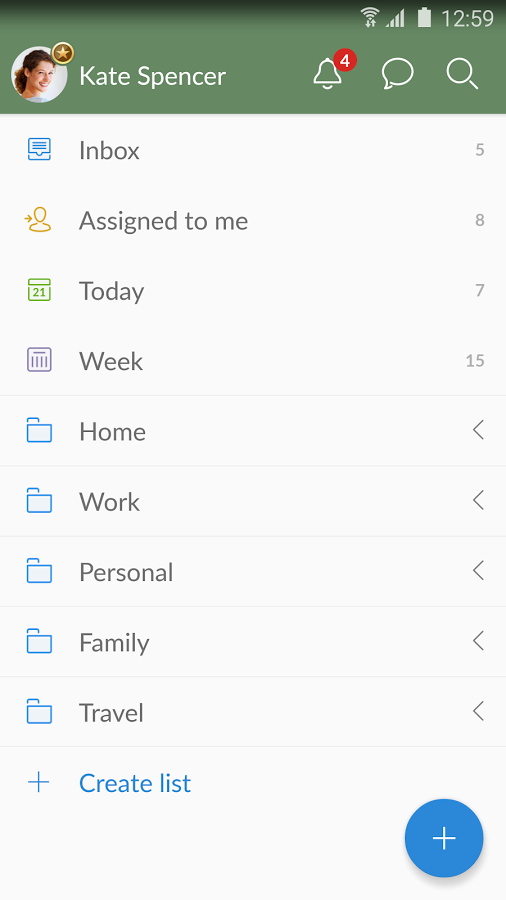 12:59
Kate Spencer 4
Inbox 5
Assigned to me 8
21 Today 7
Week 15
Home
Work
Personal
Family
Travel
Create list